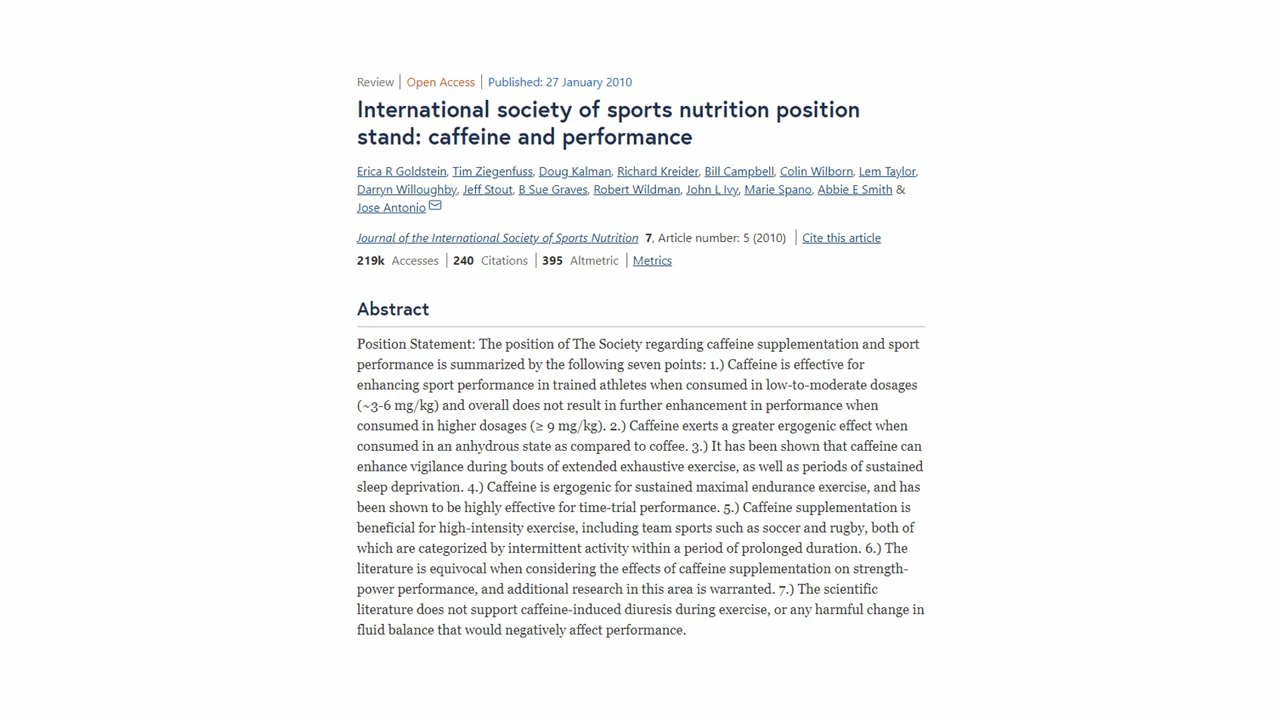 Review | Open Access | Published: 27 January 2010
International society of sports nutrition position
stand: caffeine and performance
Erica R Goldstein, Tim Ziegenfuss, Doug Kalman, Richard Kreider, Bill Campbell, Colin Wilborn, Lem Taylor,
Darryn Willoughby, Jeff Stout, B Sue Graves, Robert Wildman, John L Ivy, Marie Spano, Abbie E Smith &
Jose Antonio
Journal of the International Society of Sports Nutrition 7, Article number: 5 (2010) | Cite this article
219k Accesses | 240 Citations | 395 Altmetric | Metrics
Abstract
Position Statement: The position of The Society regarding caffeine supplementation and sport
performance is summarized by the following seven points: 1.) Caffeine is effective for
enhancing sport performance in trained athletes when consumed in low-to-moderate dosages
(~3-6 mg/kg) and overall does not result in further enhancement in performance when
consumed in higher dosages (≥ 9 mg/kg). 2.) Caffeine exerts a greater ergogenic effect when
consumed in an anhydrous state as compared to coffee. 3.) It has been shown that caffeine can
enhance vigilance during bouts of extended exhaustive exercise, as well as periods of sustained
sleep deprivation. 4.) Caffeine is ergogenic for sustained maximal endurance exercise, and has
been shown to be highly effective for time-trial performance. 5.) Caffeine supplementation is
beneficial for high-intensity exercise, including team sports such as soccer and rugby, both of
which are categorized by intermittent activity within a period of prolonged duration. 6.) The
literature is equivocal when considering the effects of caffeine supplementation on strength-
power performance, and additional research in this area is warranted. 7.) The scientific
literature does not support caffeine-induced diuresis during exercise, or any harmful change in
fluid balance that would negatively affect performance.